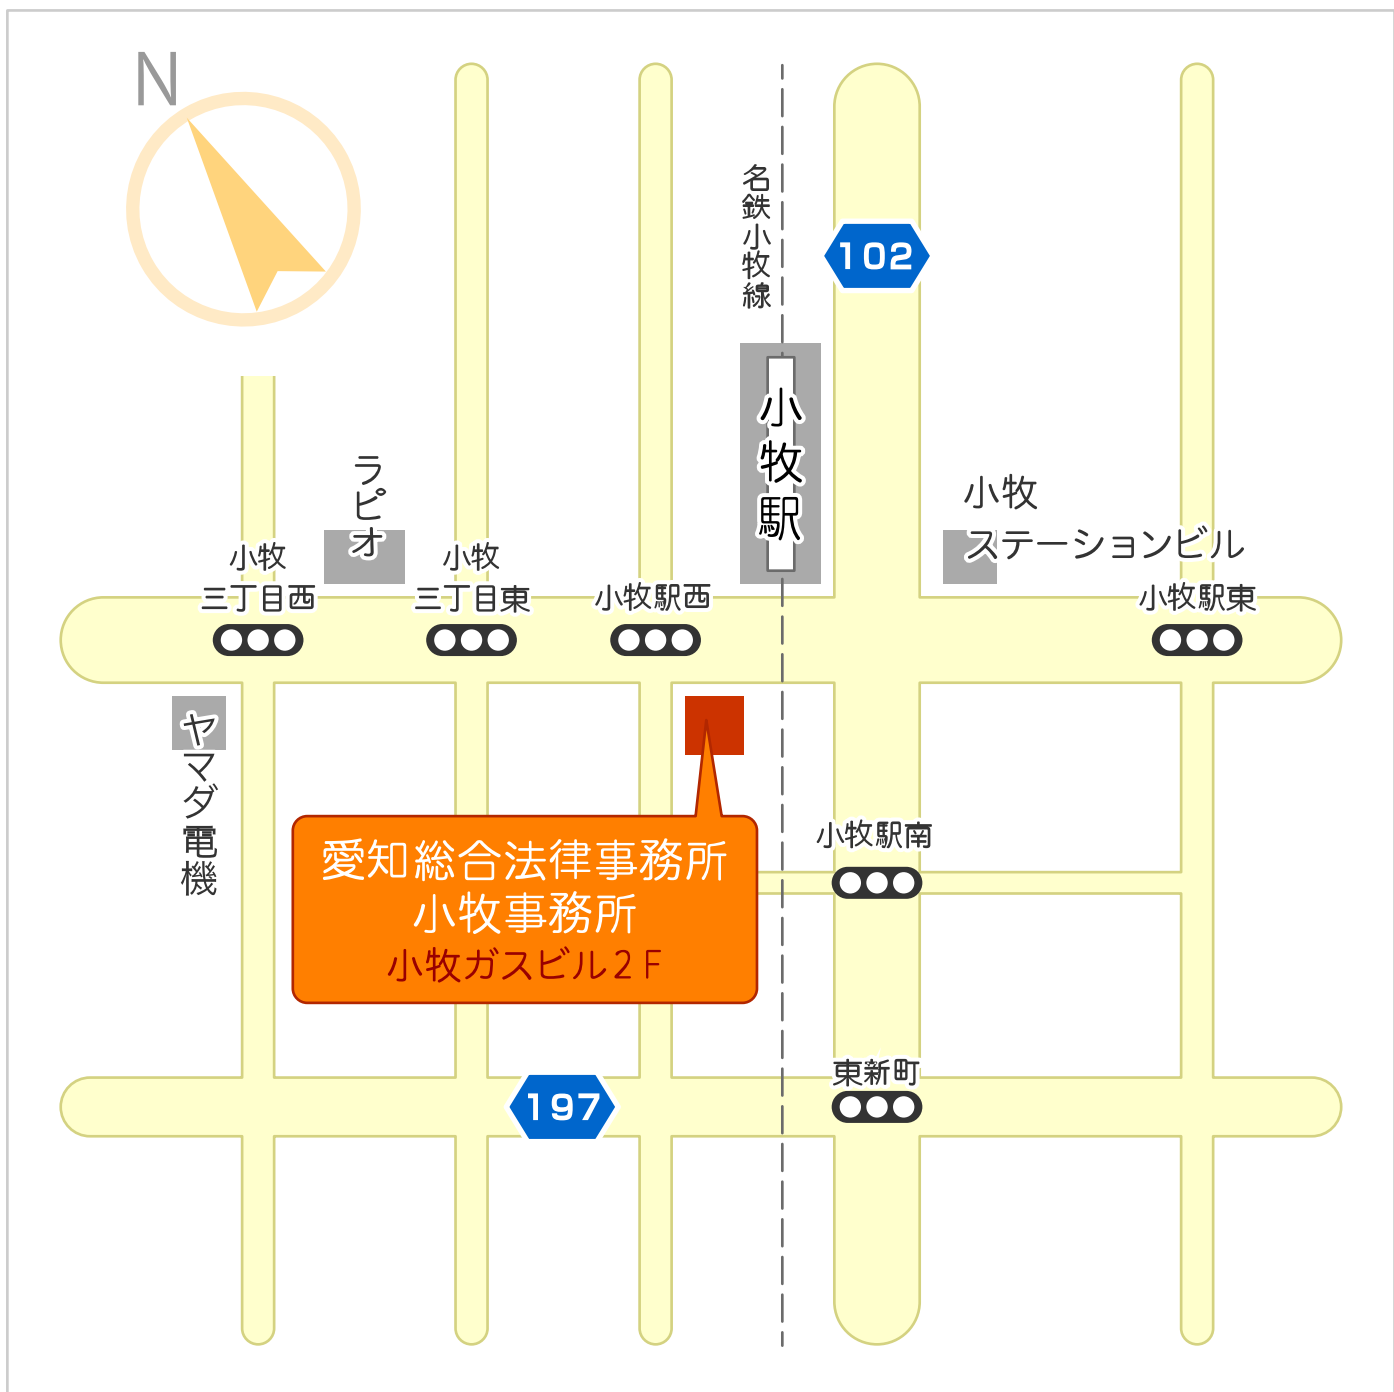 N
名鉄小牧線
102
小牧駅
ラピオ
小牧
ステーションビル
小牧
三丁目西
小牧
三丁目東
小牧駅西
小牧駅東
ヤマダ電機
愛知総合法律事務所
小牧事務所
小牧ガスビル2F
小牧駅南
東新町
197